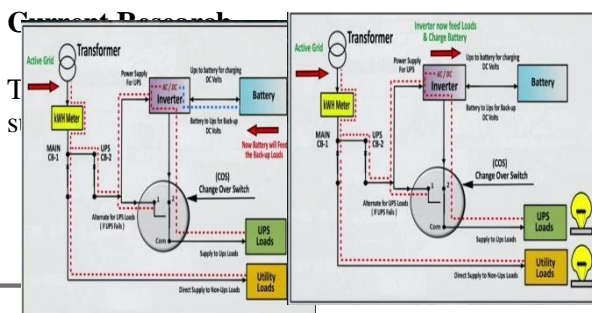 Current Research
Transformer
Active Grid
kWH Meter
MAIN
CB-1
UPS
CB-2
Power Supply
For UPS
AC / DC
Inverter
Ups to battery for charging
DC Volts
Battery
Battery to Ups for Back-up
DC Volts
Now Battery will Feed
the Back-up Loads
(COS)
Change Over Switch
1
2
Com
Alternate for UPS Loads
( If UPS Fails )
UPS
Loads
Supply to Ups Loads
Utility
Loads
Direct Supply to Non-Ups Loads
Inverter now feed Loads
& Charge Battery
Transformer
Active Grid
kWH Meter
MAIN
CB-1
UPS
CB-2
Power Supply
For UPS
AC / DC
Inverter
Ups to battery for charging
DC Volts
Battery
Battery to Ups for Back-up
DC Volts
(COS)
Change Over Switch
1
2
Com
Alternate for UPS Loads
( If UPS Fails )
UPS
Loads
Supply to Ups Loads
Utility
Loads
Direct Supply to Non-Ups Loads